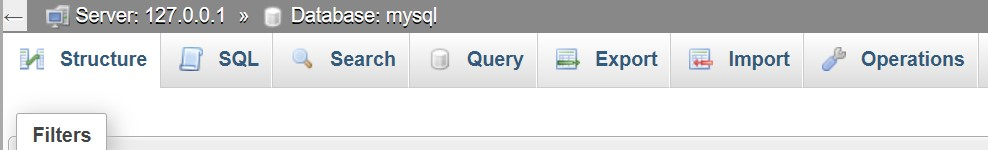 Server: 127.0.0.1 » Database: mysql
Structure SQL Search Query Export Import Operations
Filters